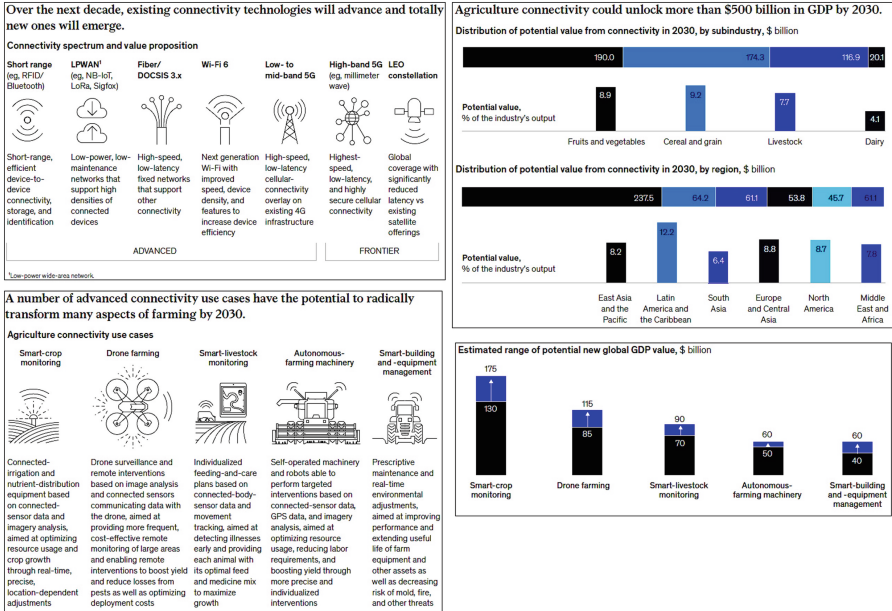 Over the next decade, existing connectivity technologies will advance and totally
new ones will emerge.
Connectivity spectrum and value proposition
Short range
(eg, RFID/
Bluetooth)
LPWAN¹
(eg, NB-IoT,
LoRa, Sigfox)
Fiber/
DOCSIS 3.x
Wi-Fi 6
Low- to
mid-band 5G
High-band 5G
(eg, millimeter
wave)
LEO
constellation
Short-range,
efficient
device-to-
device
connectivity,
storage, and
identification
Low-power, low-
maintenance
networks that
support high
densities of
connected
devices
High-speed,
low-latency
fixed networks
that support
other
connectivity
Next generation
Wi-Fi with
improved
speed, device
density, and
features to
increase device
efficiency
High-speed,
low-latency
cellular-
connectivity
overlay on
existing 4G
infrastructure
Highest-
speed,
low-latency,
and highly
secure cellular
connectivity
Global
coverage with
significantly
reduced
latency vs
existing
satellite
offerings
ADVANCED
FRONTIER
¹Low-power wide-area network.
A number of advanced connectivity use cases have the potential to radically
transform many aspects of farming by 2030.
Agriculture connectivity use cases
Smart-crop
monitoring
Drone farming
Smart-livestock
monitoring
Autonomous-
farming machinery
Smart-building
and -equipment
management
Connected-
irrigation and
nutrient-distribution
equipment based
on connected-
sensor data and
imagery analysis,
aimed at optimizing
resource usage and
crop growth
through real-time,
precise,
location-dependent
adjustments
Drone surveillance and
remote interventions
based on image analysis
and connected sensors
communicating data with
the drone, aimed at
providing more frequent,
cost-effective remote
monitoring of large areas
and enabling remote
interventions to boost yield
and reduce losses from
pests as well as optimizing
deployment costs
Individualized
feeding-and-care
plans based on
connected-body-
sensor data and
movement
tracking, aimed at
detecting illnesses
early and providing
each animal with
its optimal feed
and medicine mix
to maximize
growth
Self-operated machinery
and robots able to
perform targeted
interventions based on
connected-sensor data,
GPS data, and imagery
analysis, aimed at
optimizing resource
usage, reducing labor
requirements, and
boosting yield through
more precise and
individualized
interventions
Prescriptive
maintenance and
real-time
environmental
adjustments,
aimed at improving
performance and
extending useful
life of farm
equipment and
other assets as
well as decreasing
risk of mold, fire,
and other threats
Agriculture connectivity could unlock more than $500 billion in GDP by 2030.
Distribution of potential value from connectivity in 2030, by subindustry, $ billion
190.0 174.3 116.9 20.1
Potential value,
% of the industry's output
8.9 9.2 7.7 4.1
Fruits and vegetables Cereal and grain Livestock Dairy
Distribution of potential value from connectivity in 2030, by region, $ billion
237.5 64.2 61.1 53.8 45.7 61.1
Potential value,
% of the industry's output
8.2 12.2 6.4 8.8 8.7 7.8
East Asia
and the
Pacific
Latin
America and
the Caribbean
South
Asia
Europe
and Central
Asia
North
America
Middle
East and
Africa
Estimated range of potential new global GDP value, $ billion
175
130
115
85
90
70
60
50
60
40
Smart-crop
monitoring
Drone farming
Smart-livestock
monitoring
Autonomous-
farming machinery
Smart-building
and -equipment
management